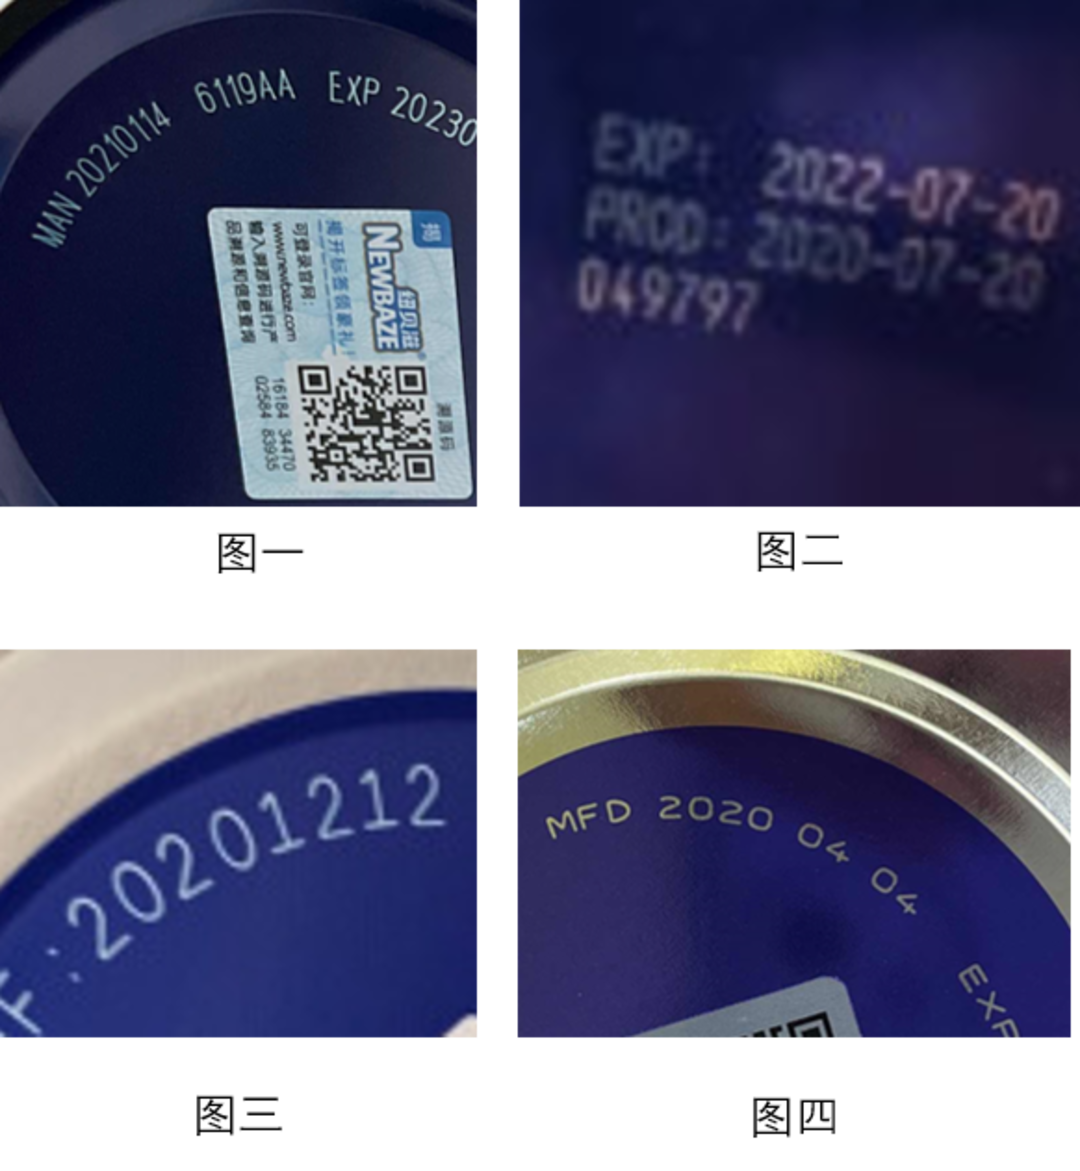 MAN 20210114 6119AA EXP 20230
揭
NEWBAZE 纽贝滋
揭开标签领豪礼!
可登录官网:
www.newbaze.com
输入溯源码进行产
品溯源和信息查询
溯源码
16184 34470
02584 83935
图一
EXP: 2022-07-20
PROD: 2020-07-20
049797
图二
F:20201212
图三
MFD 2020 04 04 EXP
图四